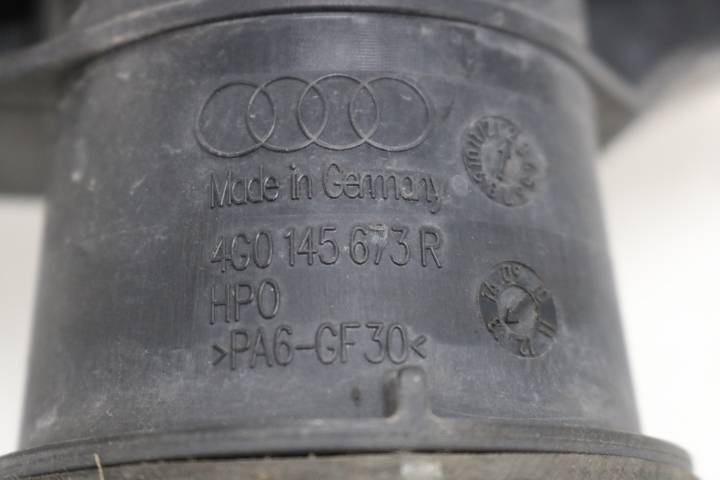 Made in Germany
4G0 145 673 R
HPO
>PA6-GF30<